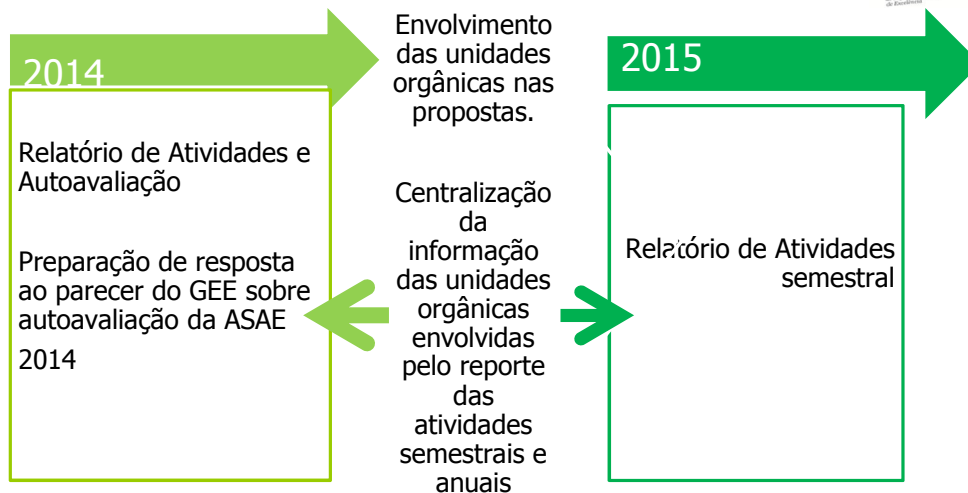 de Excelência
2014
Relatório de Atividades e
Autoavaliação
Preparação de resposta
ao parecer do GEE sobre
autoavaliação da ASAE
2014
Envolvimento
das unidades
orgânicas nas
propostas.
Centralização
da
informação
das unidades
orgânicas
envolvidas
pelo reporte
das
atividades
semestrais e
anuais
2015
Relatório de Atividades
semestral